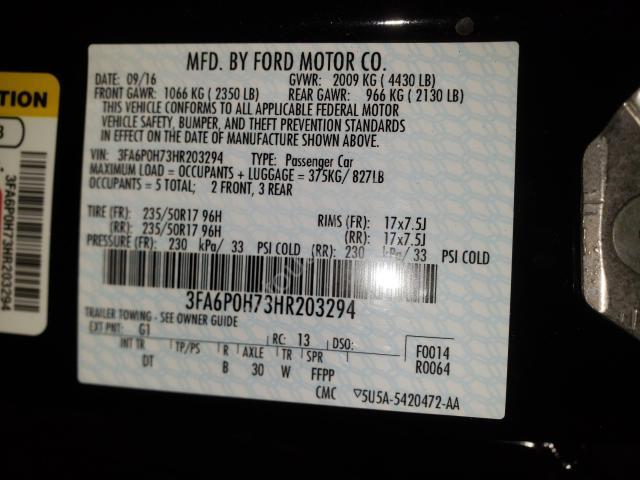 MFD. BY FORD MOTOR CO.
DATE: 09/16 GVWR: 2009 KG ( 4430 LB)
FRONT GAWR: 1066 KG ( 2350 LB) REAR GAWR: 966 KG ( 2130 LB)
THIS VEHICLE CONFORMS TO ALL APPLICABLE FEDERAL MOTOR
VEHICLE SAFETY, BUMPER, AND THEFT PREVENTION STANDARDS
IN EFFECT ON THE DATE OF MANUFACTURE SHOWN ABOVE.
VIN: 3FA6P0H73HR203294 TYPE: Passenger Car
MAXIMUM LOAD = OCCUPANTS + LUGGAGE = 375KG/ 827LB
OCCUPANTS = 5 TOTAL; 2 FRONT, 3 REAR
TIRE (FR): 235/50R17 96H RIMS (FR): 17x7.5J
(RR): 235/50R17 96H (RR): 17x7.5J
PRESSURE (FR): 230 kPa/ 33 PSI COLD (RR): 230 kPa/ 33 PSI COLD
3FA6P0H73HR203294
TRAILER TOWING - SEE OWNER GUIDE
EXT PNT: G1 RC: 13 DSO: F0014
INT TR TP/PS R AXLE TR SPR R0064
DT B 30 W FFPP
CMC ▽5U5A-5420472-AA
TION
3FA6P0H73HR203294